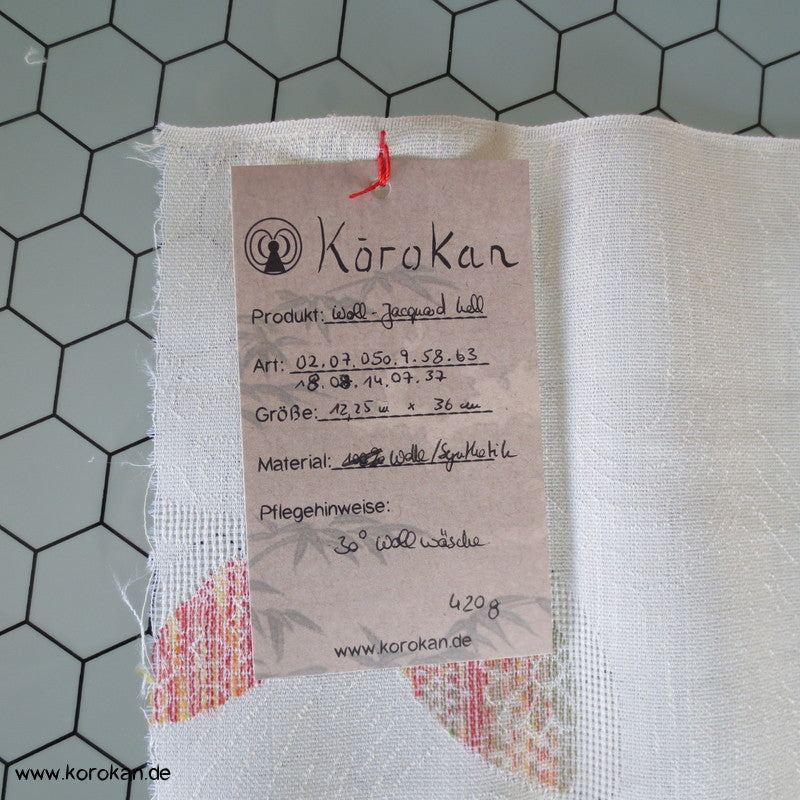 Kōrokan
Produkt: Woll-Jacquard hell
Art: 02.07.050.9.58.63
18.08.14.07.37
Größe: 12,25 m x 36 cm
Material: Wolle/Synthetik
Pflegehinweise:
30° Wollwäsche
420g
www.korokan.de
www.korokan.de